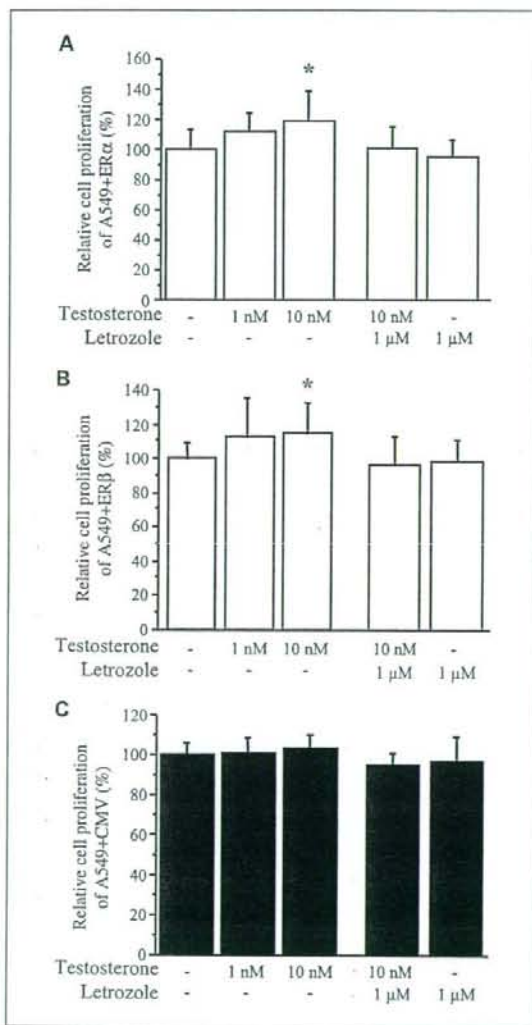 A
Relative cell proliferation
of A549+ERα (%)
160
140
120
100
80
60
40
20
0
*
Testosterone - 1 nM 10 nM 10 nM -
Letrozole - - - 1 µM 1 µM
B
Relative cell proliferation
of A549+ERβ (%)
140
120
100
80
60
40
20
0
*
Testosterone - 1 nM 10 nM 10 nM -
Letrozole - - - 1 µM 1 µM
C
Relative cell proliferation
of A549+CMV (%)
120
100
80
60
40
20
0
Testosterone - 1 nM 10 nM 10 nM -
Letrozole - - - 1 µM 1 µM